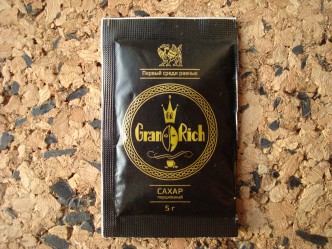 Первый среди равных
Gran Rich
САХАР
порционный
5 г